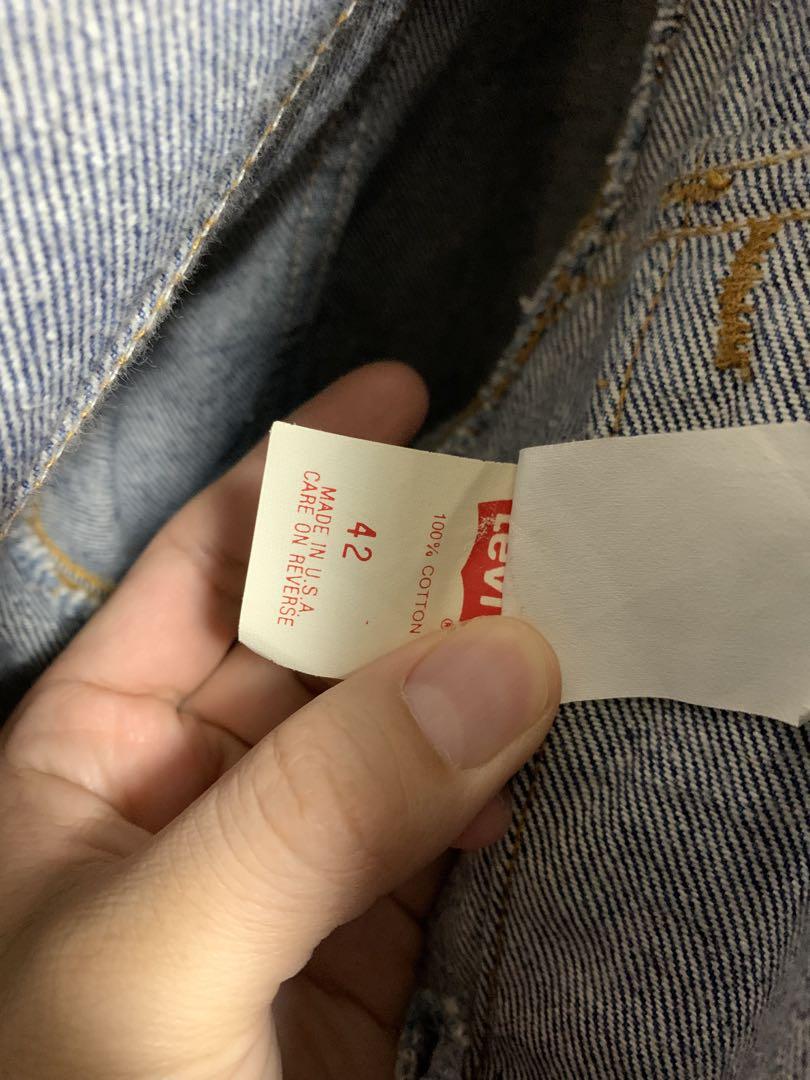 Levi
®
100% COTTON
42
MADE IN U.S.A.
CARE ON REVERSE